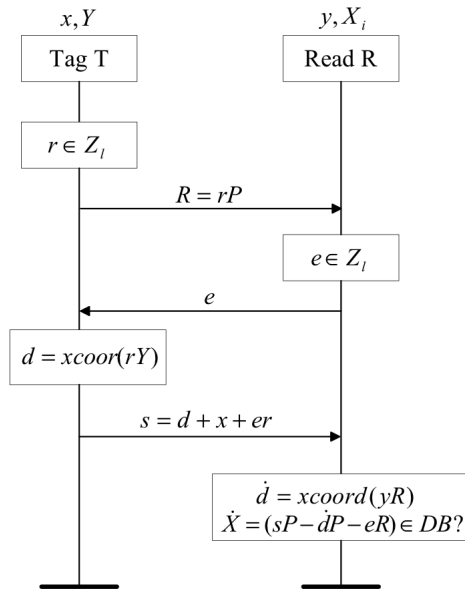 x, Y
y, X_i
Tag T
Read R
r ∈ Z_l
R = rP
e ∈ Z_l
e
d = xcoor(rY)
s = d + x + er
ḋ = xcoord(yR)
Ẋ = (sP − ḋP − eR) ∈ DB?